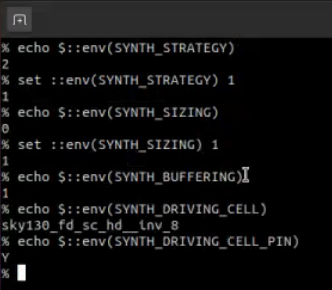 % echo $::env(SYNTH_STRATEGY)
2
% set ::env(SYNTH_STRATEGY) 1
1
% echo $::env(SYNTH_SIZING)
0
% set ::env(SYNTH_SIZING) 1
1
% echo $::env(SYNTH_BUFFERING)
1
% echo $::env(SYNTH_DRIVING_CELL)
sky130_fd_sc_hd__inv_8
% echo $::env(SYNTH_DRIVING_CELL_PIN)
Y
%